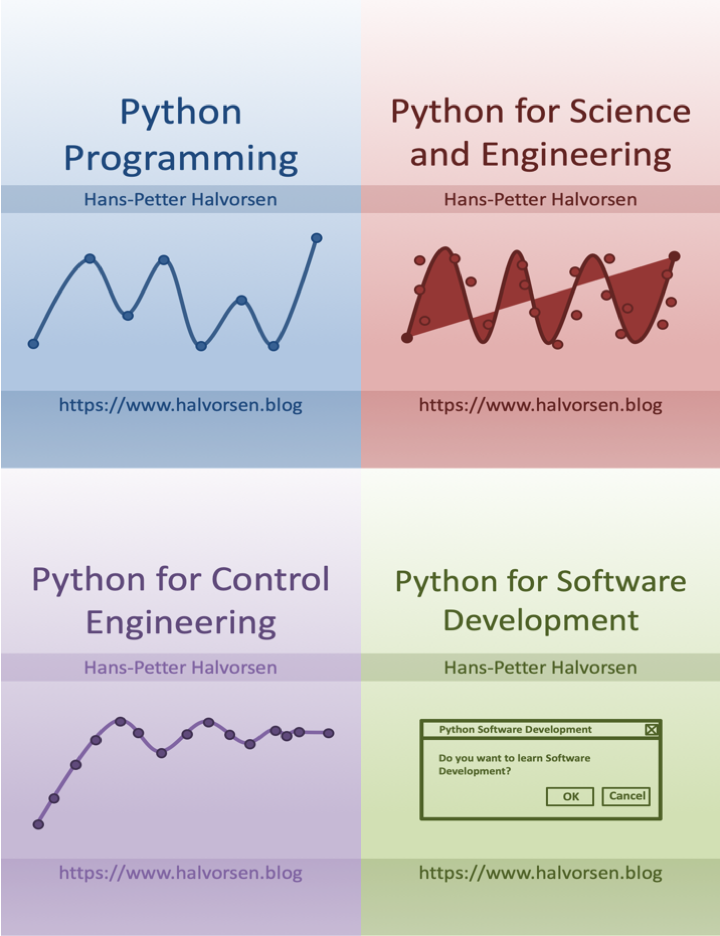 Python
Programming
Hans-Petter Halvorsen
https://www.halvorsen.blog
Python for Science
and Engineering
Hans-Petter Halvorsen
https://www.halvorsen.blog
Python for Control
Engineering
Hans-Petter Halvorsen
https://www.halvorsen.blog
Python for Software
Development
Hans-Petter Halvorsen
Python Software Development
Do you want to learn Software
Development?
OK
Cancel
https://www.halvorsen.blog